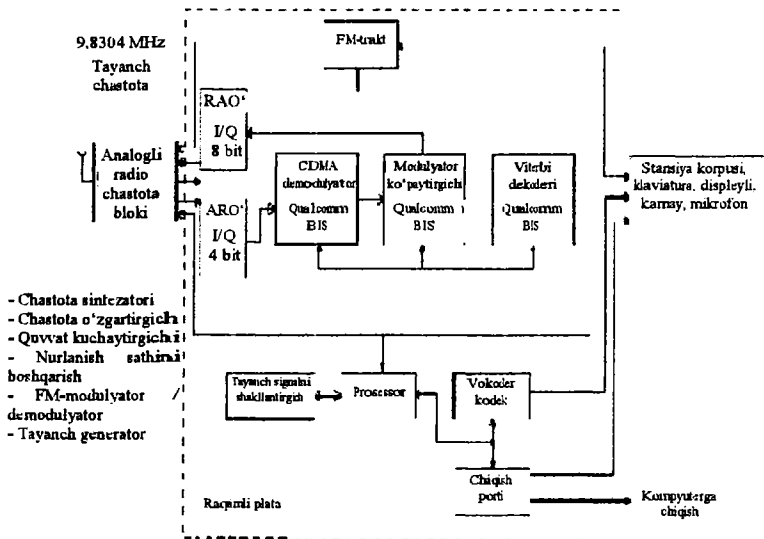 9.8304 MHz
Tayanch
chastota
FM-trakt
RAO‘
I/Q
8 bit
Analogli
radio
chastota
bloki
ARO‘
I/Q
4 bit
CDMA
demodulyator
Qualcomm
BIS
Modulyator
ko‘paytirgich
Qualcomm
BIS
Viterbi
dekoderi
Qualcomm
BIS
Stansiya korpusi,
klaviatura, displeyli,
karnay, mikrofon
- Chastota sintezatori
- Chastota o‘zgartirgichi
- Quvvat kuchaytirgichi
- Nurlanish sathini
boshqarish
- FM-modulyator /
demodulyator
- Tayanch generator
Tayanch signalni
shakllantirgich
Prosessor
Vokoder
kodek
Chiqish
porti
Raqamli plata
Kompyuterga
chiqish